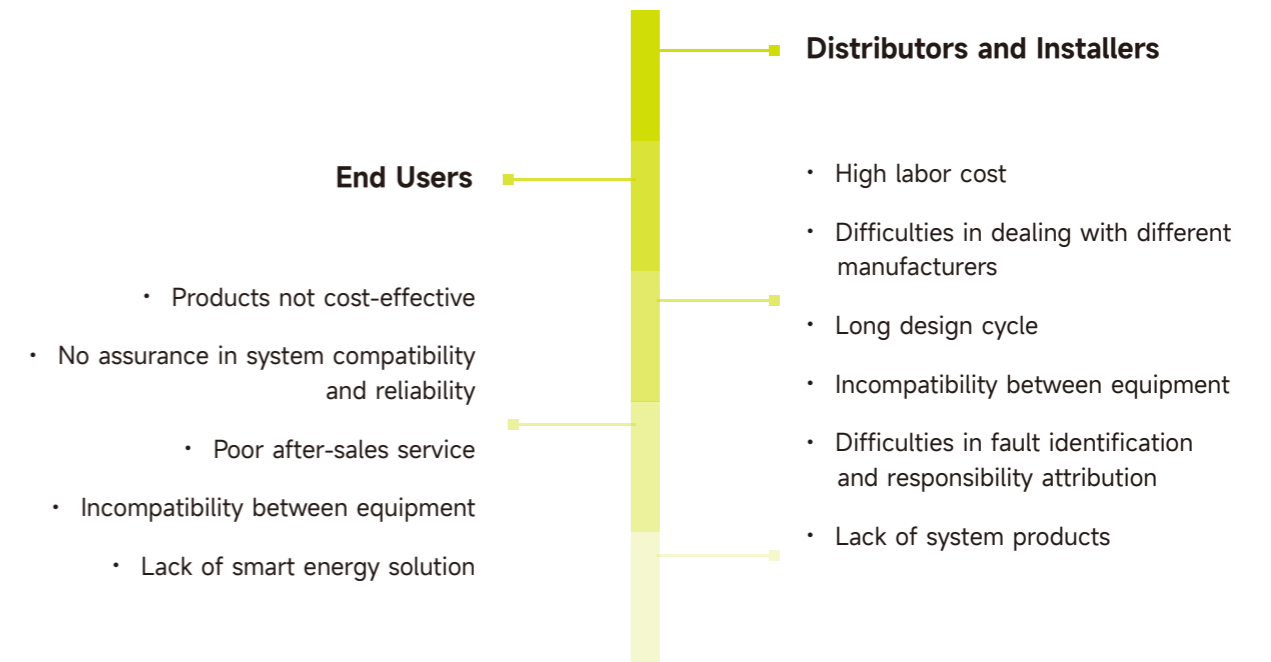 Distributors and Installers
• High labor cost
• Difficulties in dealing with different
manufacturers
• Long design cycle
• Incompatibility between equipment
• Difficulties in fault identification
and responsibility attribution
• Lack of system products
End Users
• Products not cost-effective
• No assurance in system compatibility
and reliability
• Poor after-sales service
• Incompatibility between equipment
• Lack of smart energy solution